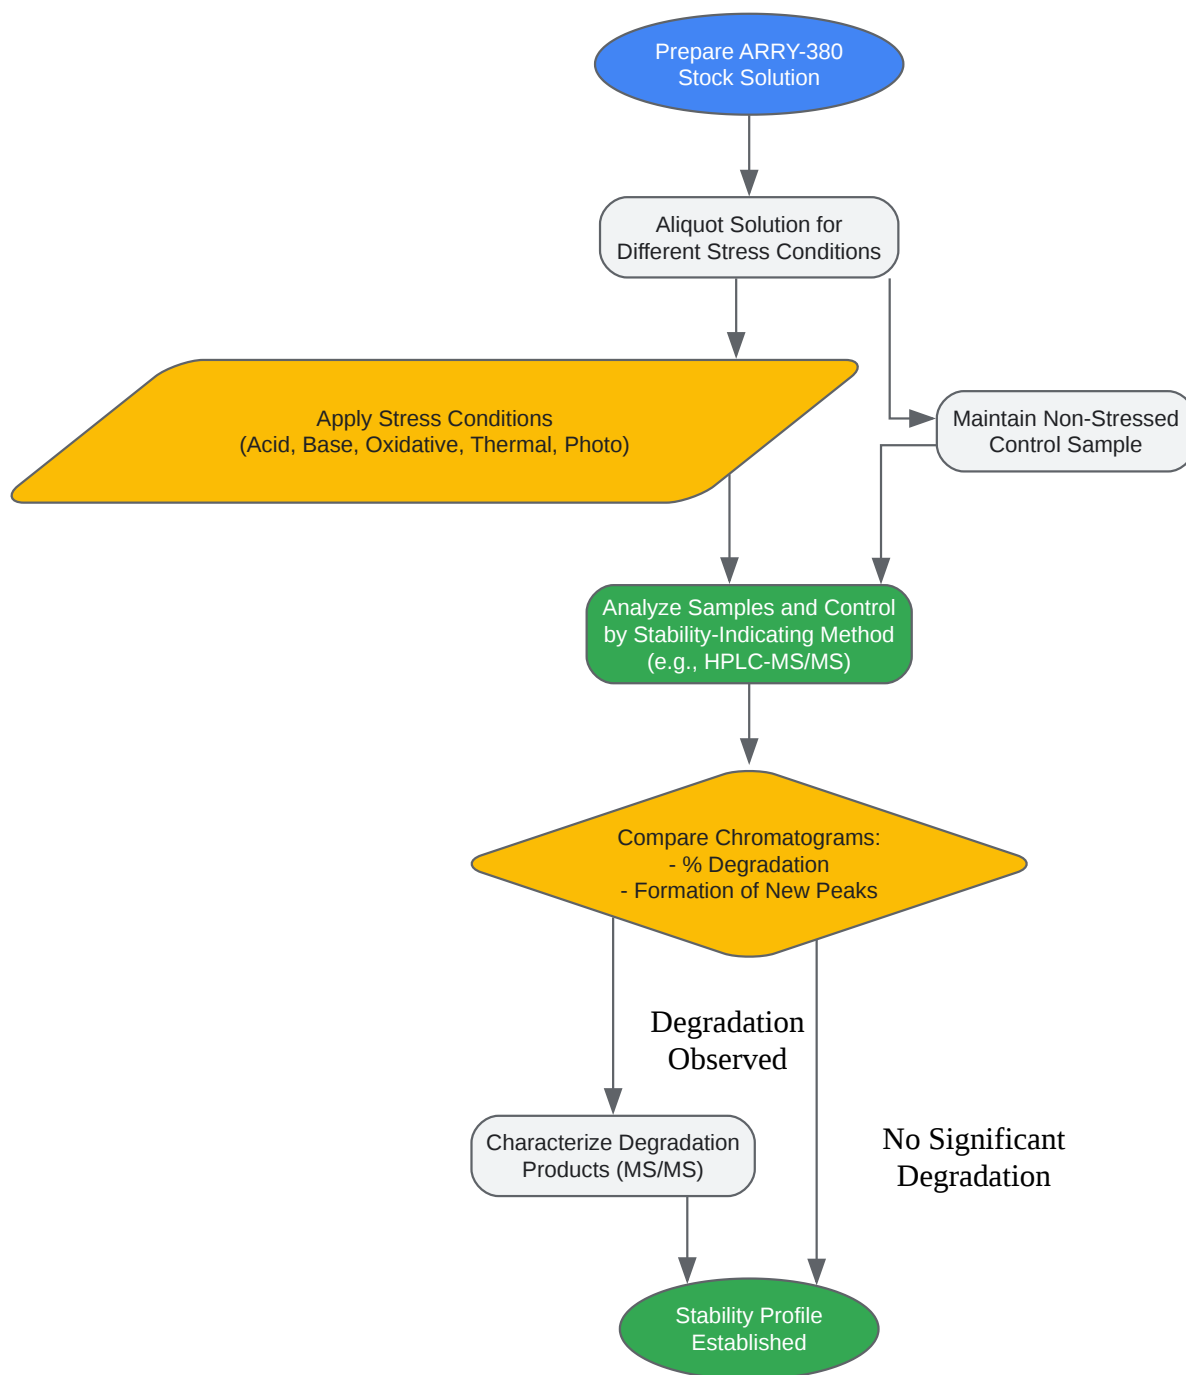 Prepare ARRY-380
Stock Solution
Aliquot Solution for
Different Stress Conditions
Apply Stress Conditions
(Acid, Base, Oxidative, Thermal, Photo)
Maintain Non-Stressed
Control Sample
Analyze Samples and Control
by Stability-Indicating Method
(e.g., HPLC-MS/MS)
Compare Chromatograms:
- % Degradation
- Formation of New Peaks
Degradation
Observed
Characterize Degradation
Products (MS/MS)
No Significant
Degradation
Stability Profile
Established